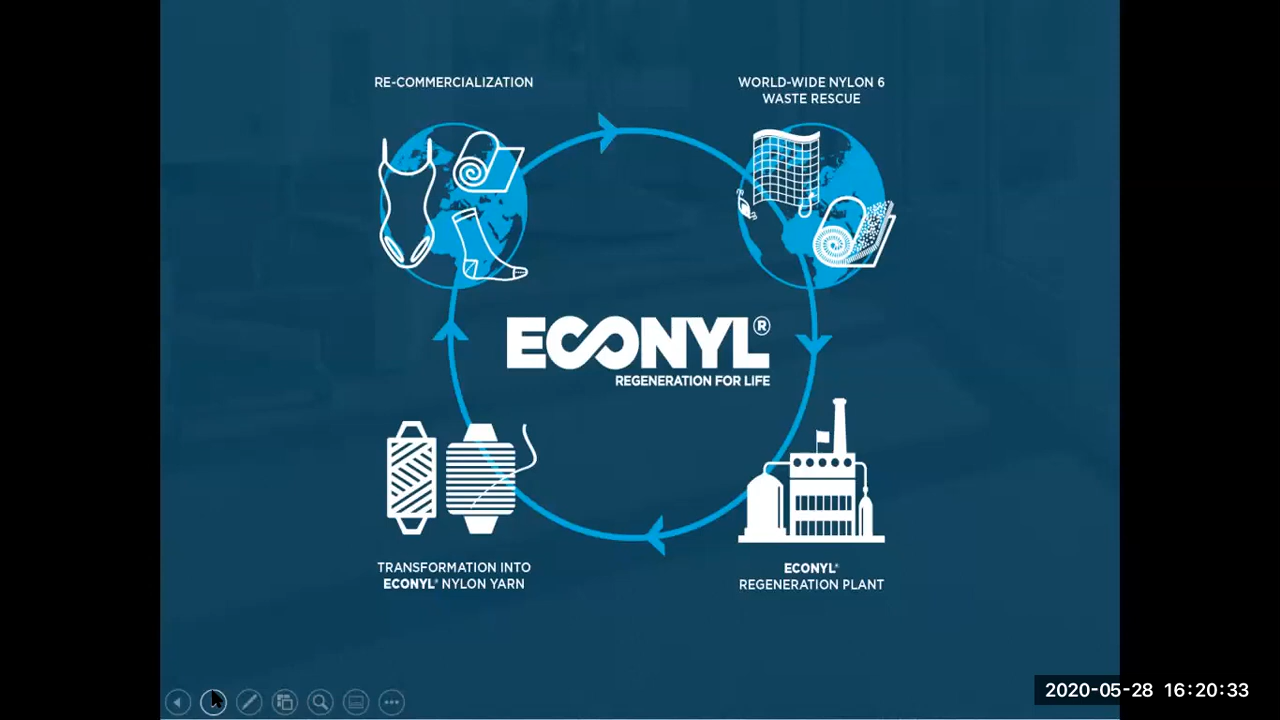 RE-COMMERCIALIZATION
WORLD-WIDE NYLON 6
WASTE RESCUE
ECONYL®
REGENERATION FOR LIFE
TRANSFORMATION INTO
ECONYL® NYLON YARN
ECONYL®
REGENERATION PLANT
2020-05-28 16:20:33